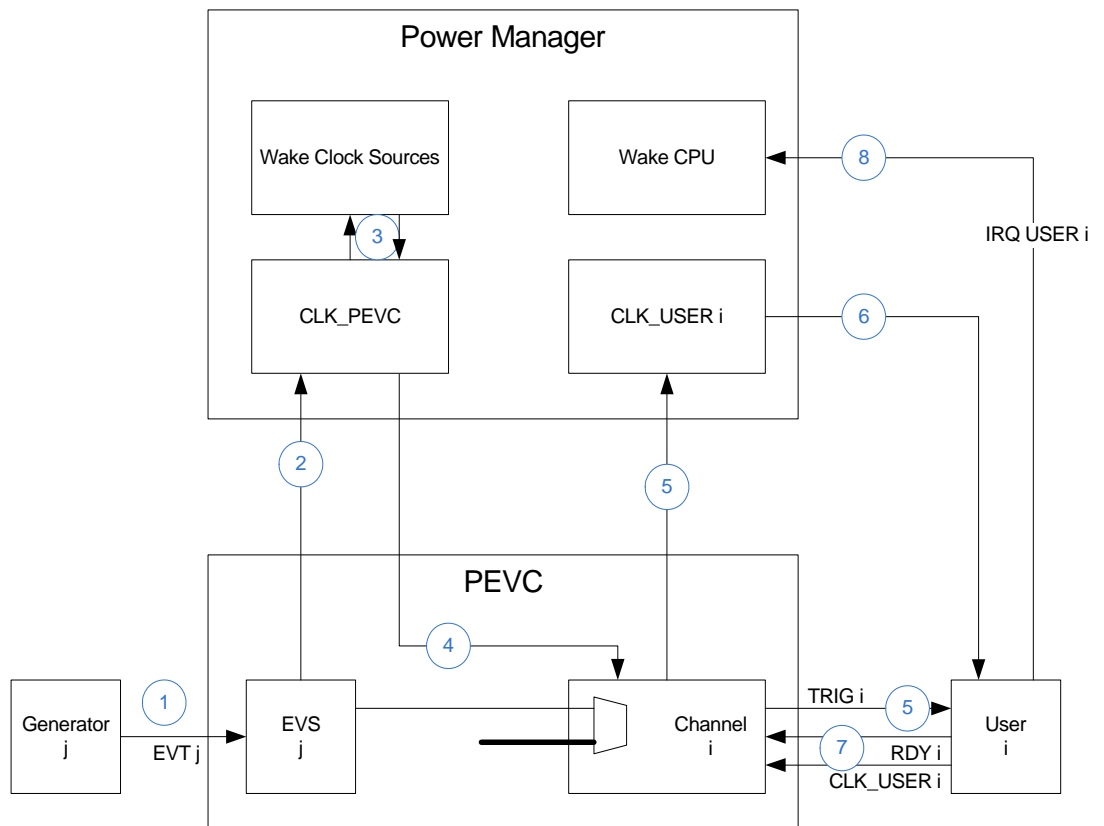 Power Manager
Wake Clock Sources
Wake CPU
8
3
IRQ USER i
CLK_PEVC
CLK_USER i
6
2
5
PEVC
4
1
Generator
j
EVT j
EVS
j
Channel
i
TRIG i
5
7
RDY i
CLK_USER i
User
i